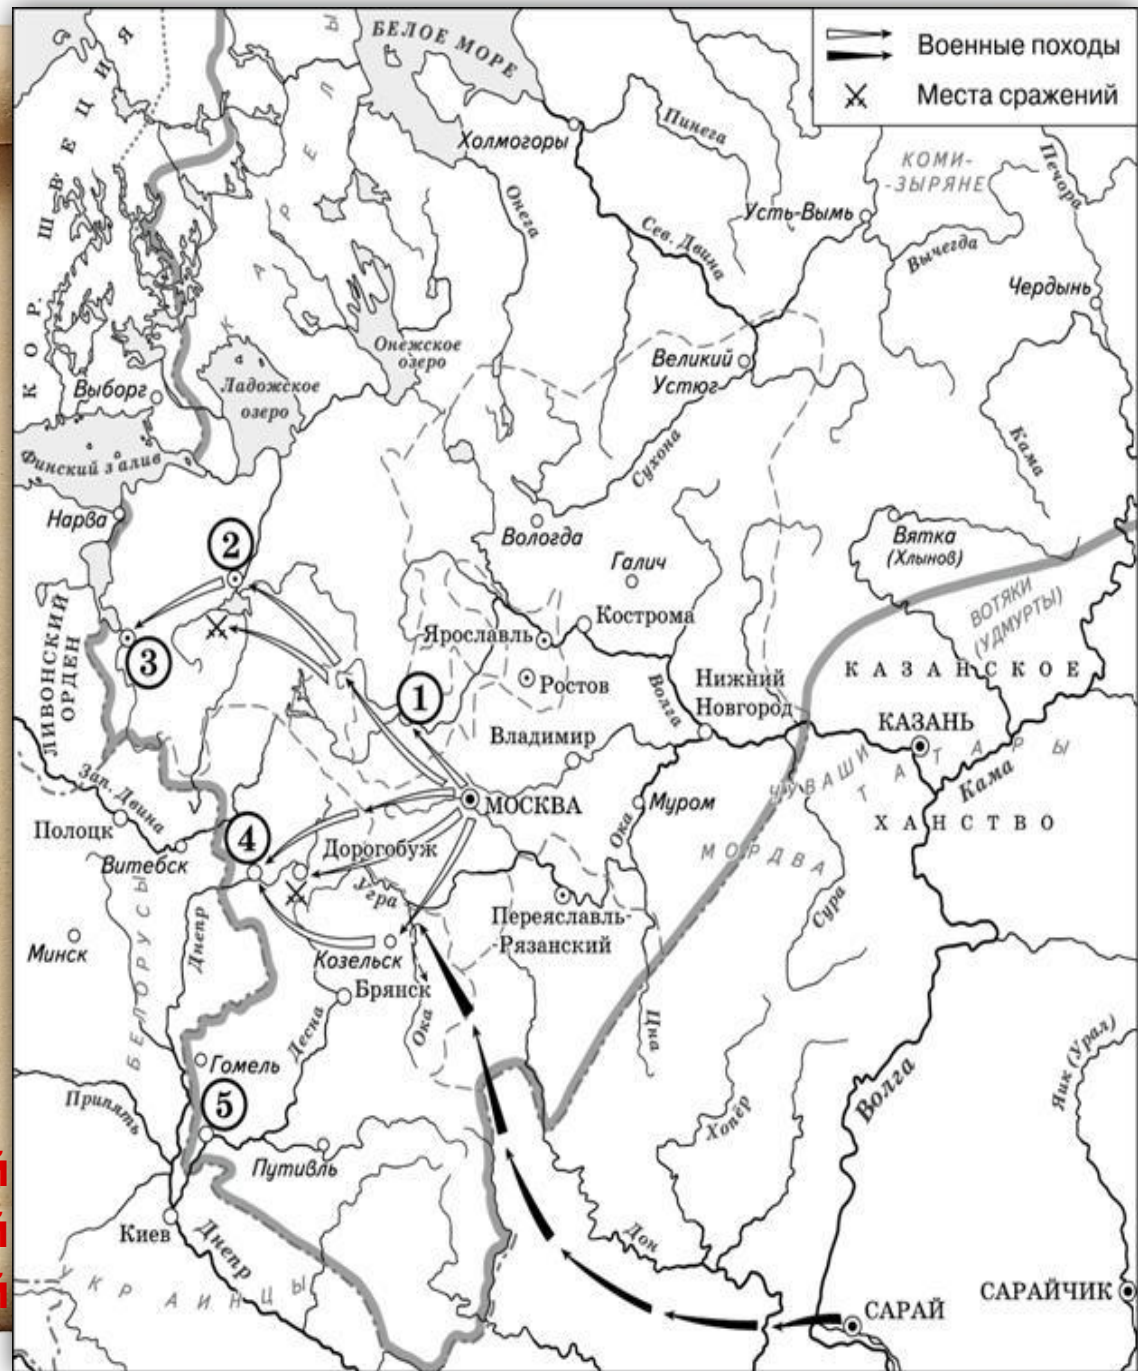 Военные походы
Места сражений
КОР. ШВЕЦИЯ
КАРЕЛЫ
БЕЛОЕ МОРЕ
Холмогоры
Пинега
КОМИ-
-ЗЫРЯНЕ
Печора
Онега
Сев. Двина
Усть-Вымь
Вычегда
Чердынь
Онежское
озеро
Великий
Устюг
Выборг
Ладожское
озеро
Финский залив
Сухона
Кама
Нарва
Вологда
Вятка
(Хлынов)
2
Галич
ВОТЯКИ
(УДМУРТЫ)
Кострома
Ярославль
ЛИВОНСКИЙ
ОРДЕН
3
1
Ростов
Волга
Нижний
Новгород
КАЗАНСКОЕ
Владимир
КАЗАНЬ
ЧУВАШИ
ТАТАРЫ
Кама
Зап. Двина
МОСКВА
Муром
Ока
ХАНСТВО
Полоцк
4
Дорогобуж
МОРДВА
Витебск
Угра
Сура
БЕЛОРУСЫ
Переяславль-
-Рязанский
Минск
Днепр
Козельск
Брянск
Десна
Ока
Цна
Гомель
5
Волга
Яик (Урал)
Припять
Хопёр
Путивль
й
й
й
Киев
Днепр
Дон
УКРАИНЦЫ
САРАЙ
САРАЙЧИК